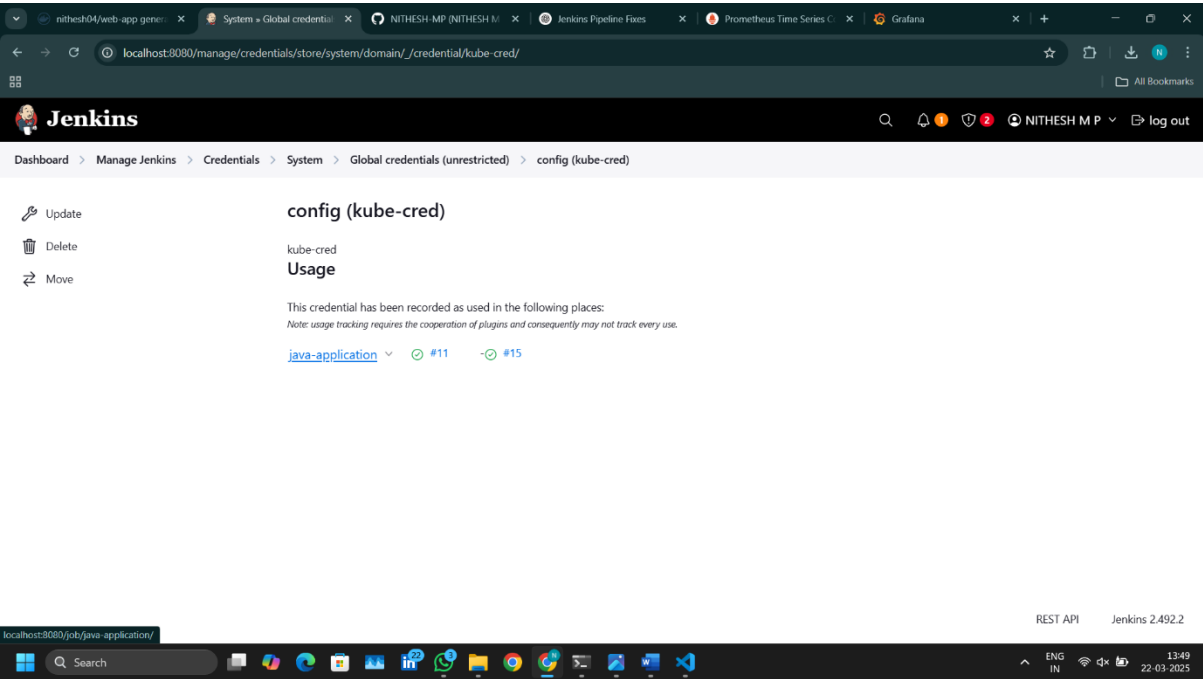 nithesh04/web-app genera
System » Global credential
NITHESH-MP (NITHESH M
Jenkins Pipeline Fixes
Prometheus Time Series C
Grafana
localhost:8080/manage/credentials/store/system/domain/_/credential/kube-cred/
N
All Bookmarks
Jenkins
1
2
NITHESH M P
log out
Dashboard > Manage Jenkins > Credentials > System > Global credentials (unrestricted) > config (kube-cred)
Update
Delete
Move
config (kube-cred)
kube-cred
Usage
This credential has been recorded as used in the following places:
Note: usage tracking requires the cooperation of plugins and consequently may not track every use.
java-application #11 - #15
REST API Jenkins 2.492.2
localhost:8080/job/java-application/
Search
22
3
ENG
IN
13:49
22-03-2025